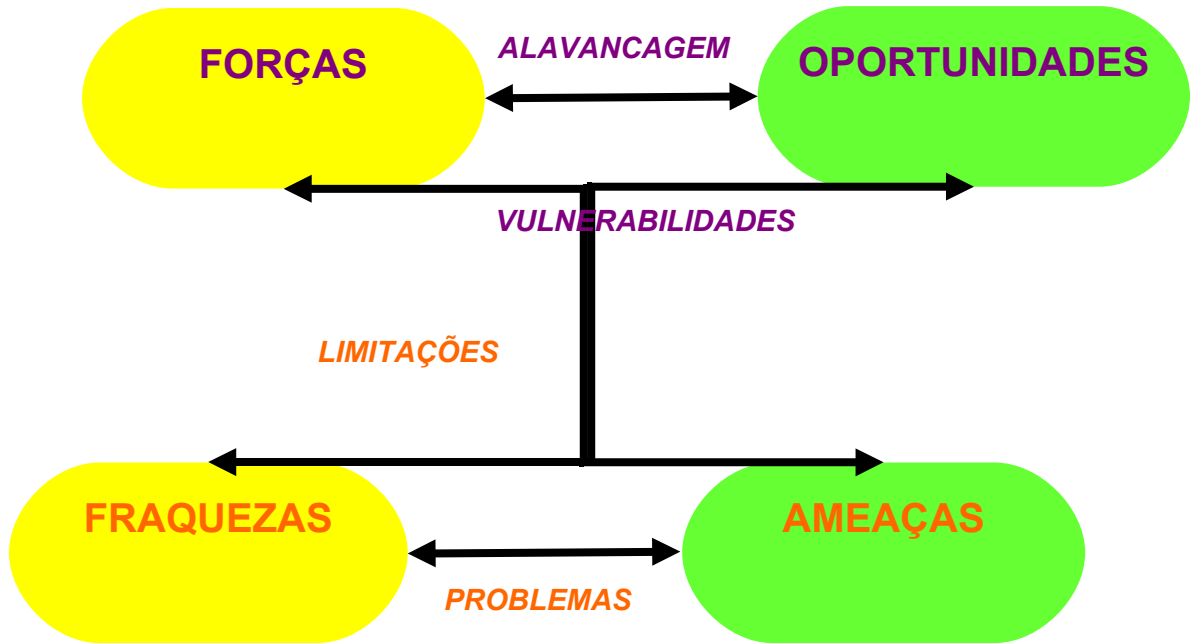 FORÇAS
ALAVANCAGEM
OPORTUNIDADES
VULNERABILIDADES
LIMITAÇÕES
FRAQUEZAS
AMEAÇAS
PROBLEMAS